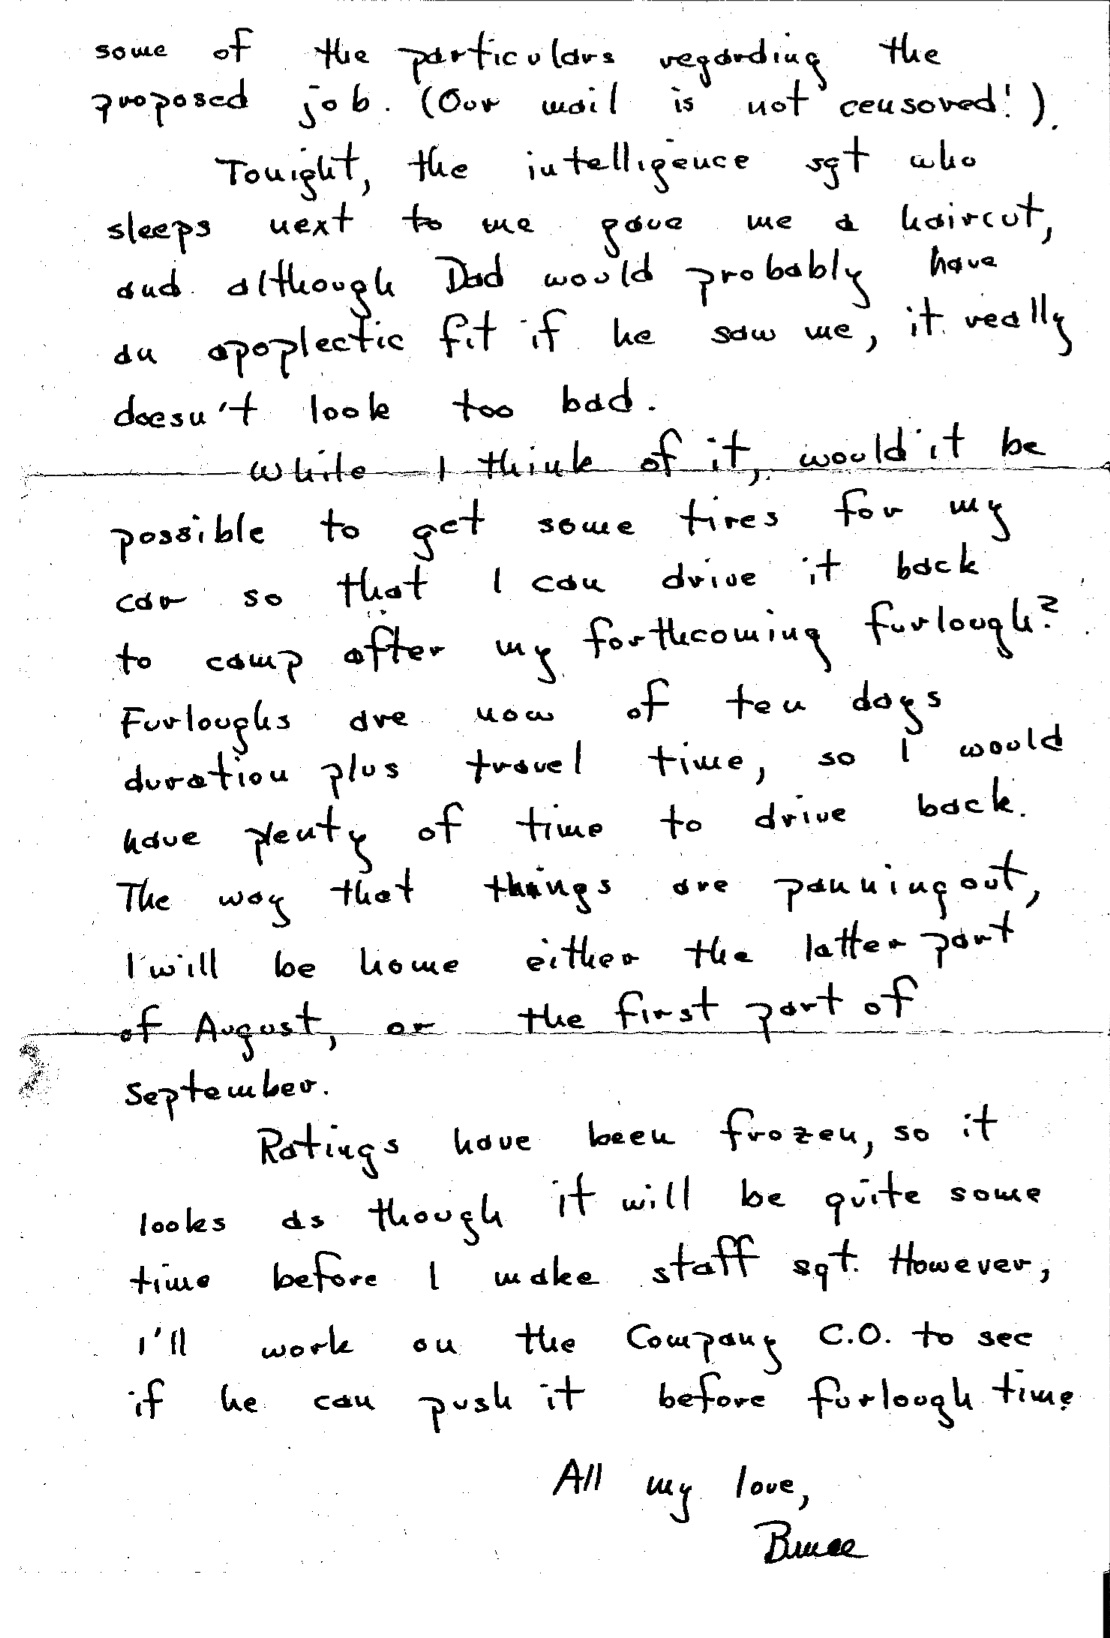 some of the particulars regarding the
proposed job. (Our mail is not censored!).
Tonight, the intelligence sgt who
sleeps next to me gave me a haircut,
and although Dad would probably have
an apoplectic fit if he saw me, it really
doesn't look too bad.
While I think of it, would it be
possible to get some tires for my
car so that I can drive it back
to camp after my forthcoming furlough?
Furloughs are now of ten days
duration plus travel time, so I would
have plenty of time to drive back.
The way that things are panning out,
I will be home either the latter part
of August, or the first part of
September.
Ratings have been frozen, so it
looks as though it will be quite some
time before I make staff sgt. However,
I'll work on the Company C.O. to see
if he can push it before furlough time
All my love,
Bruce